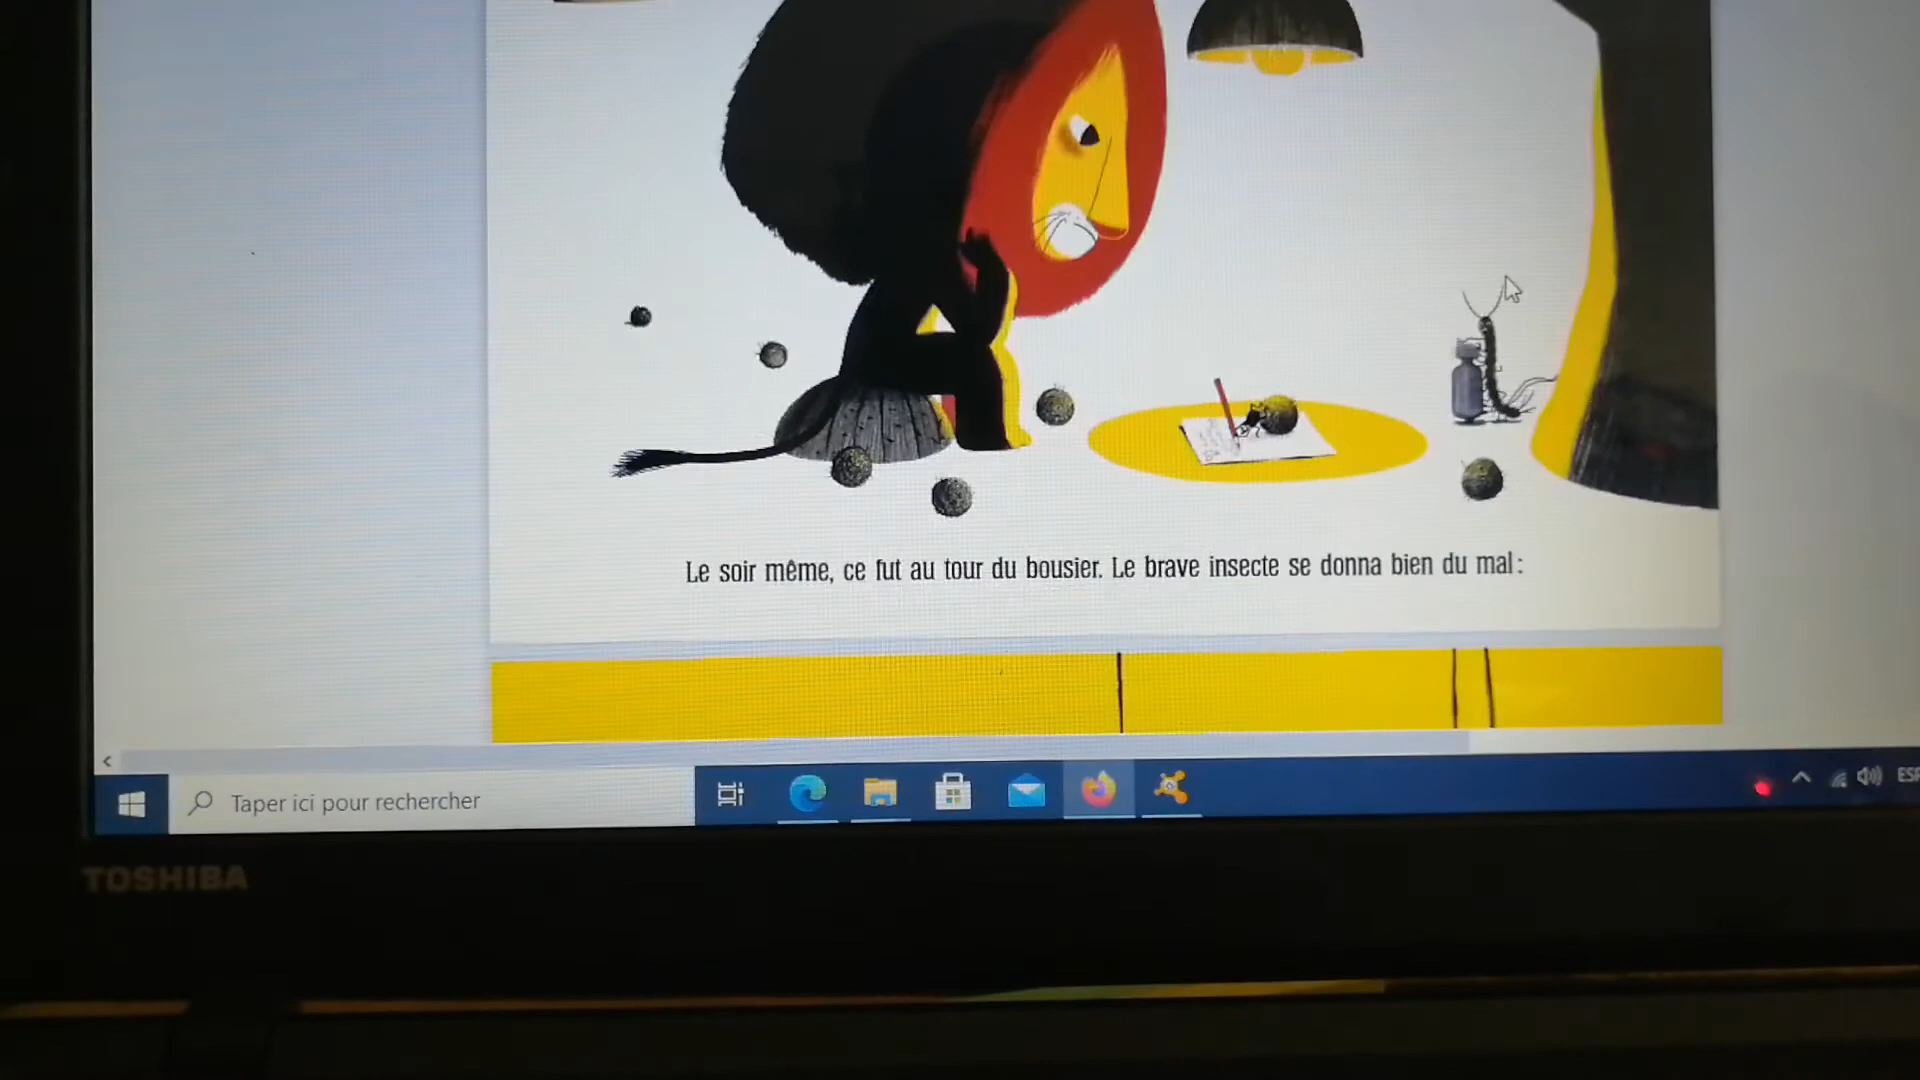 Le soir même, ce fut au tour du bousier. Le brave insecte se donna bien du mal :
Taper ici pour rechercher
ESP
TOSHIBA